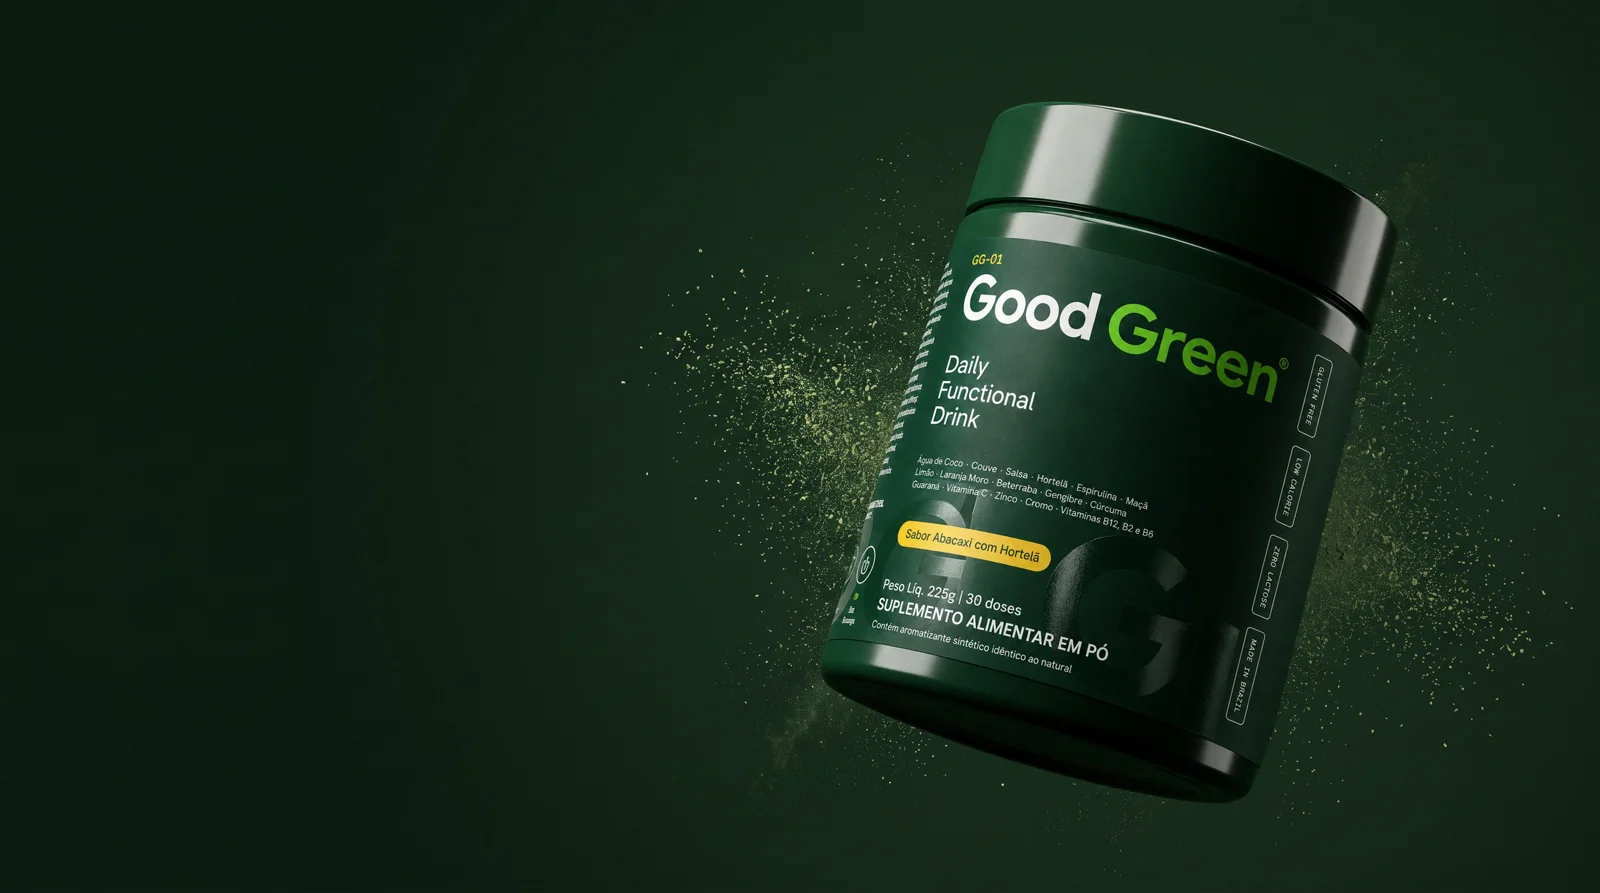 GG-01
Good Green®
Daily
Functional
Drink
Água de Coco · Couve · Salsa · Hortelã · Espirulina · Maçã
Limão · Laranja Moro · Beterraba · Gengibre · Cúrcuma
Guaraná · Vitamina C · Zinco · Cromo · Vitaminas B12, B2 e B6
Sabor Abacaxi com Hortelã
Peso Líq. 225g | 30 doses
SUPLEMENTO ALIMENTAR EM PÓ
Contém aromatizante sintético idêntico ao natural
GLUTEN FREE
LOW CALORIE
ZERO LACTOSE
MADE IN BRAZIL